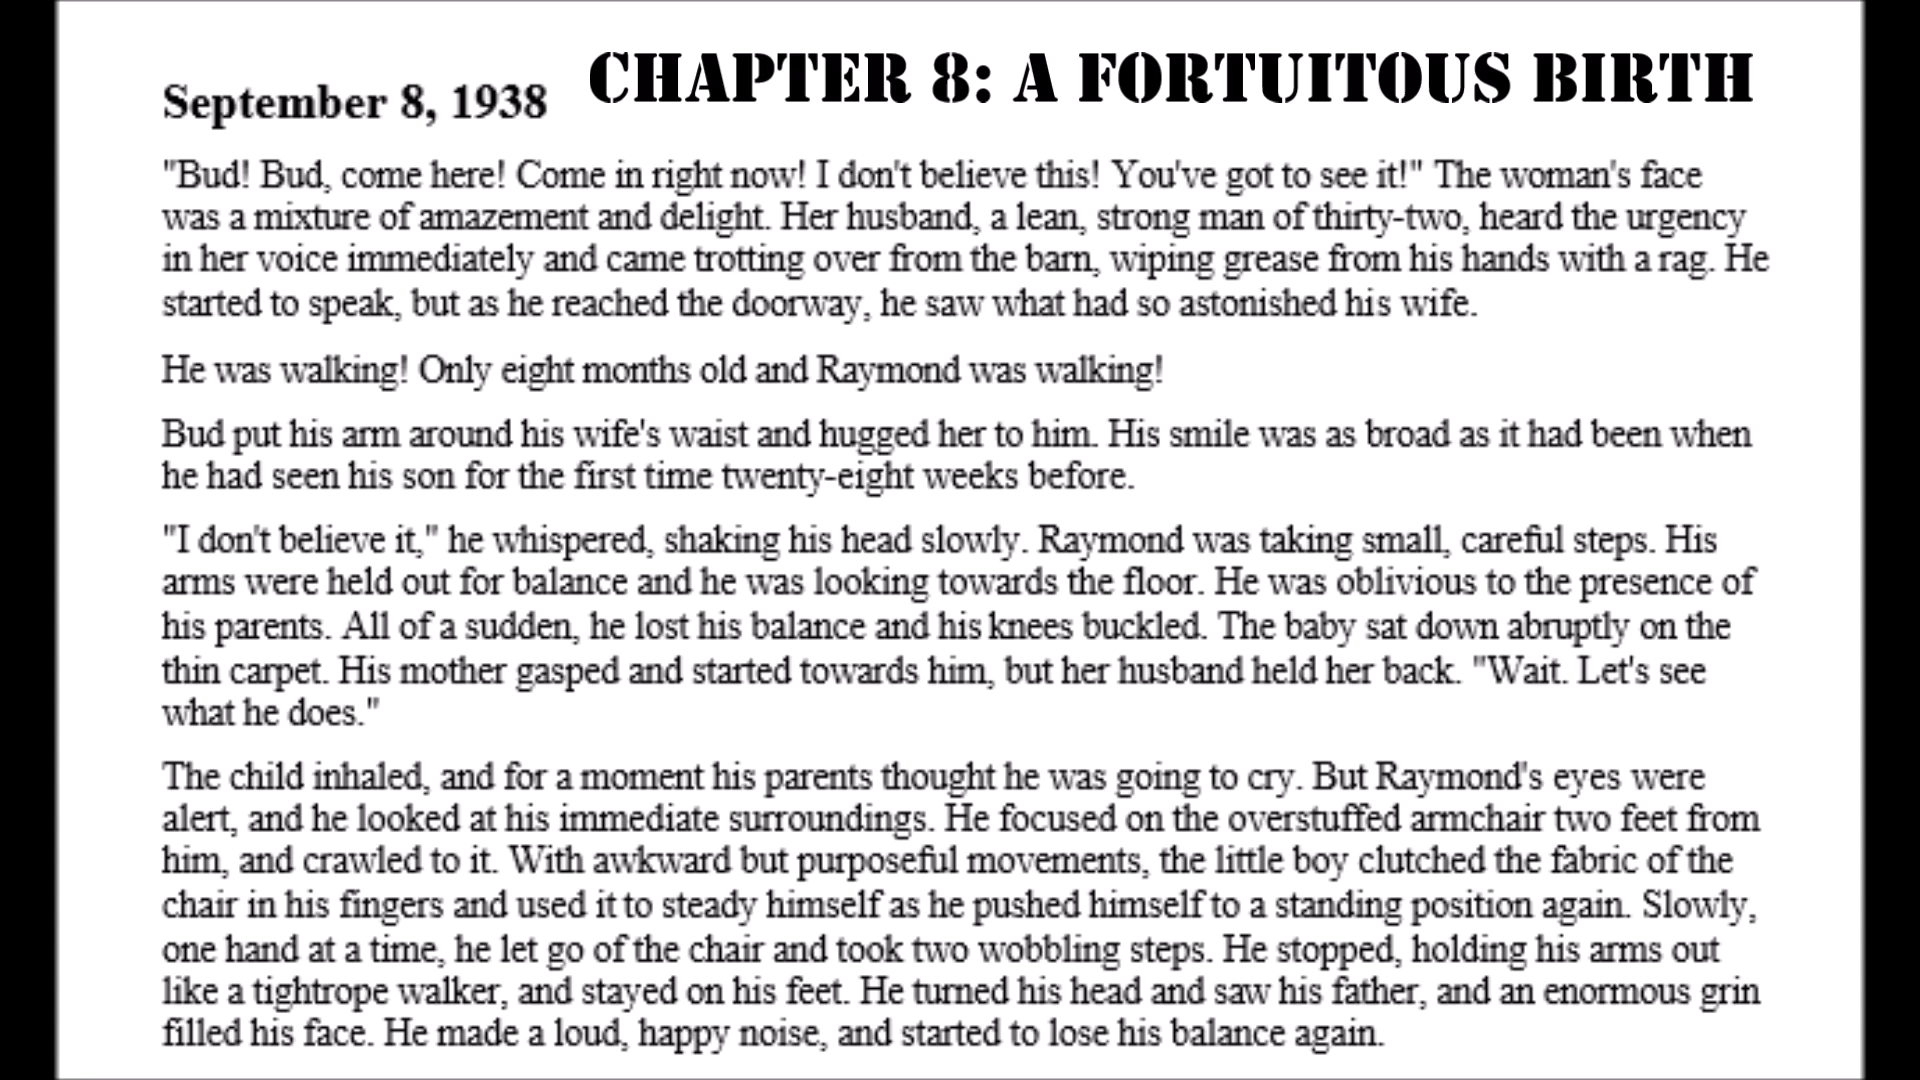 CHAPTER 8: A FORTUITOUS BIRTH
September 8, 1938
"Bud! Bud, come here! Come in right now! I don't believe this! You've got to see it!" The woman's face
was a mixture of amazement and delight. Her husband, a lean, strong man of thirty-two, heard the urgency
in her voice immediately and came trotting over from the barn, wiping grease from his hands with a rag. He
started to speak, but as he reached the doorway, he saw what had so astonished his wife.
He was walking! Only eight months old and Raymond was walking!
Bud put his arm around his wife's waist and hugged her to him. His smile was as broad as it had been when
he had seen his son for the first time twenty-eight weeks before.
"I don't believe it," he whispered, shaking his head slowly. Raymond was taking small, careful steps. His
arms were held out for balance and he was looking towards the floor. He was oblivious to the presence of
his parents. All of a sudden, he lost his balance and his knees buckled. The baby sat down abruptly on the
thin carpet. His mother gasped and started towards him, but her husband held her back. "Wait. Let's see
what he does."
The child inhaled, and for a moment his parents thought he was going to cry. But Raymond's eyes were
alert, and he looked at his immediate surroundings. He focused on the overstuffed armchair two feet from
him, and crawled to it. With awkward but purposeful movements, the little boy clutched the fabric of the
chair in his fingers and used it to steady himself as he pushed himself to a standing position again. Slowly,
one hand at a time, he let go of the chair and took two wobbling steps. He stopped, holding his arms out
like a tightrope walker, and stayed on his feet. He turned his head and saw his father, and an enormous grin
filled his face. He made a loud, happy noise, and started to lose his balance again.